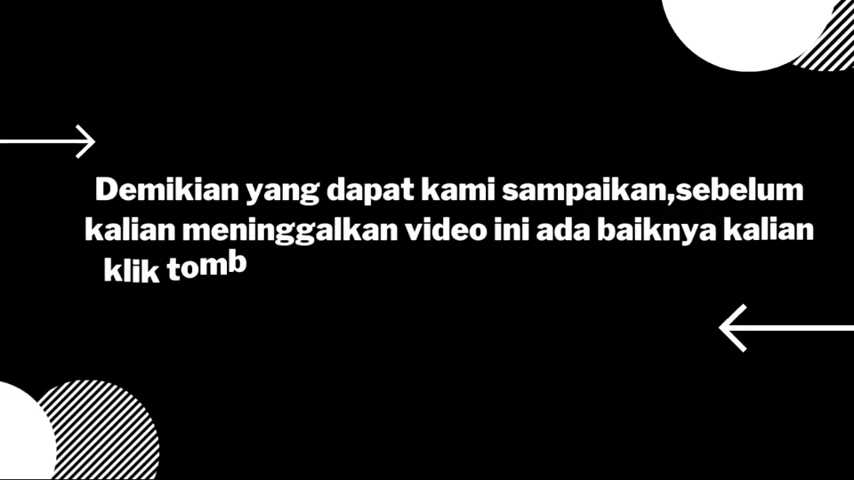 Demikian yang dapat kami sampaikan,sebelum
kalian meninggalkan video ini ada baiknya kalian
klik tomb